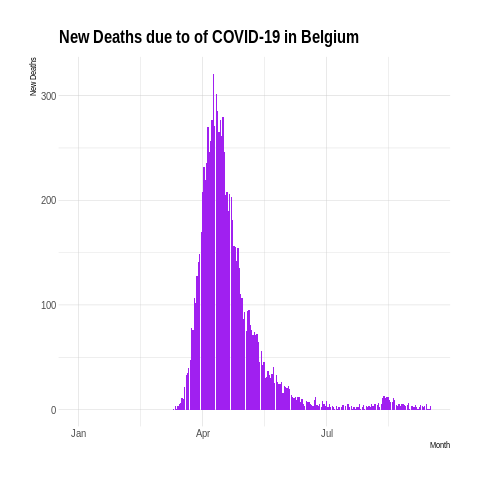 New Deaths due to of COVID-19 in Belgium
New Deaths
300
200
100
0
Jan Apr Jul
Month